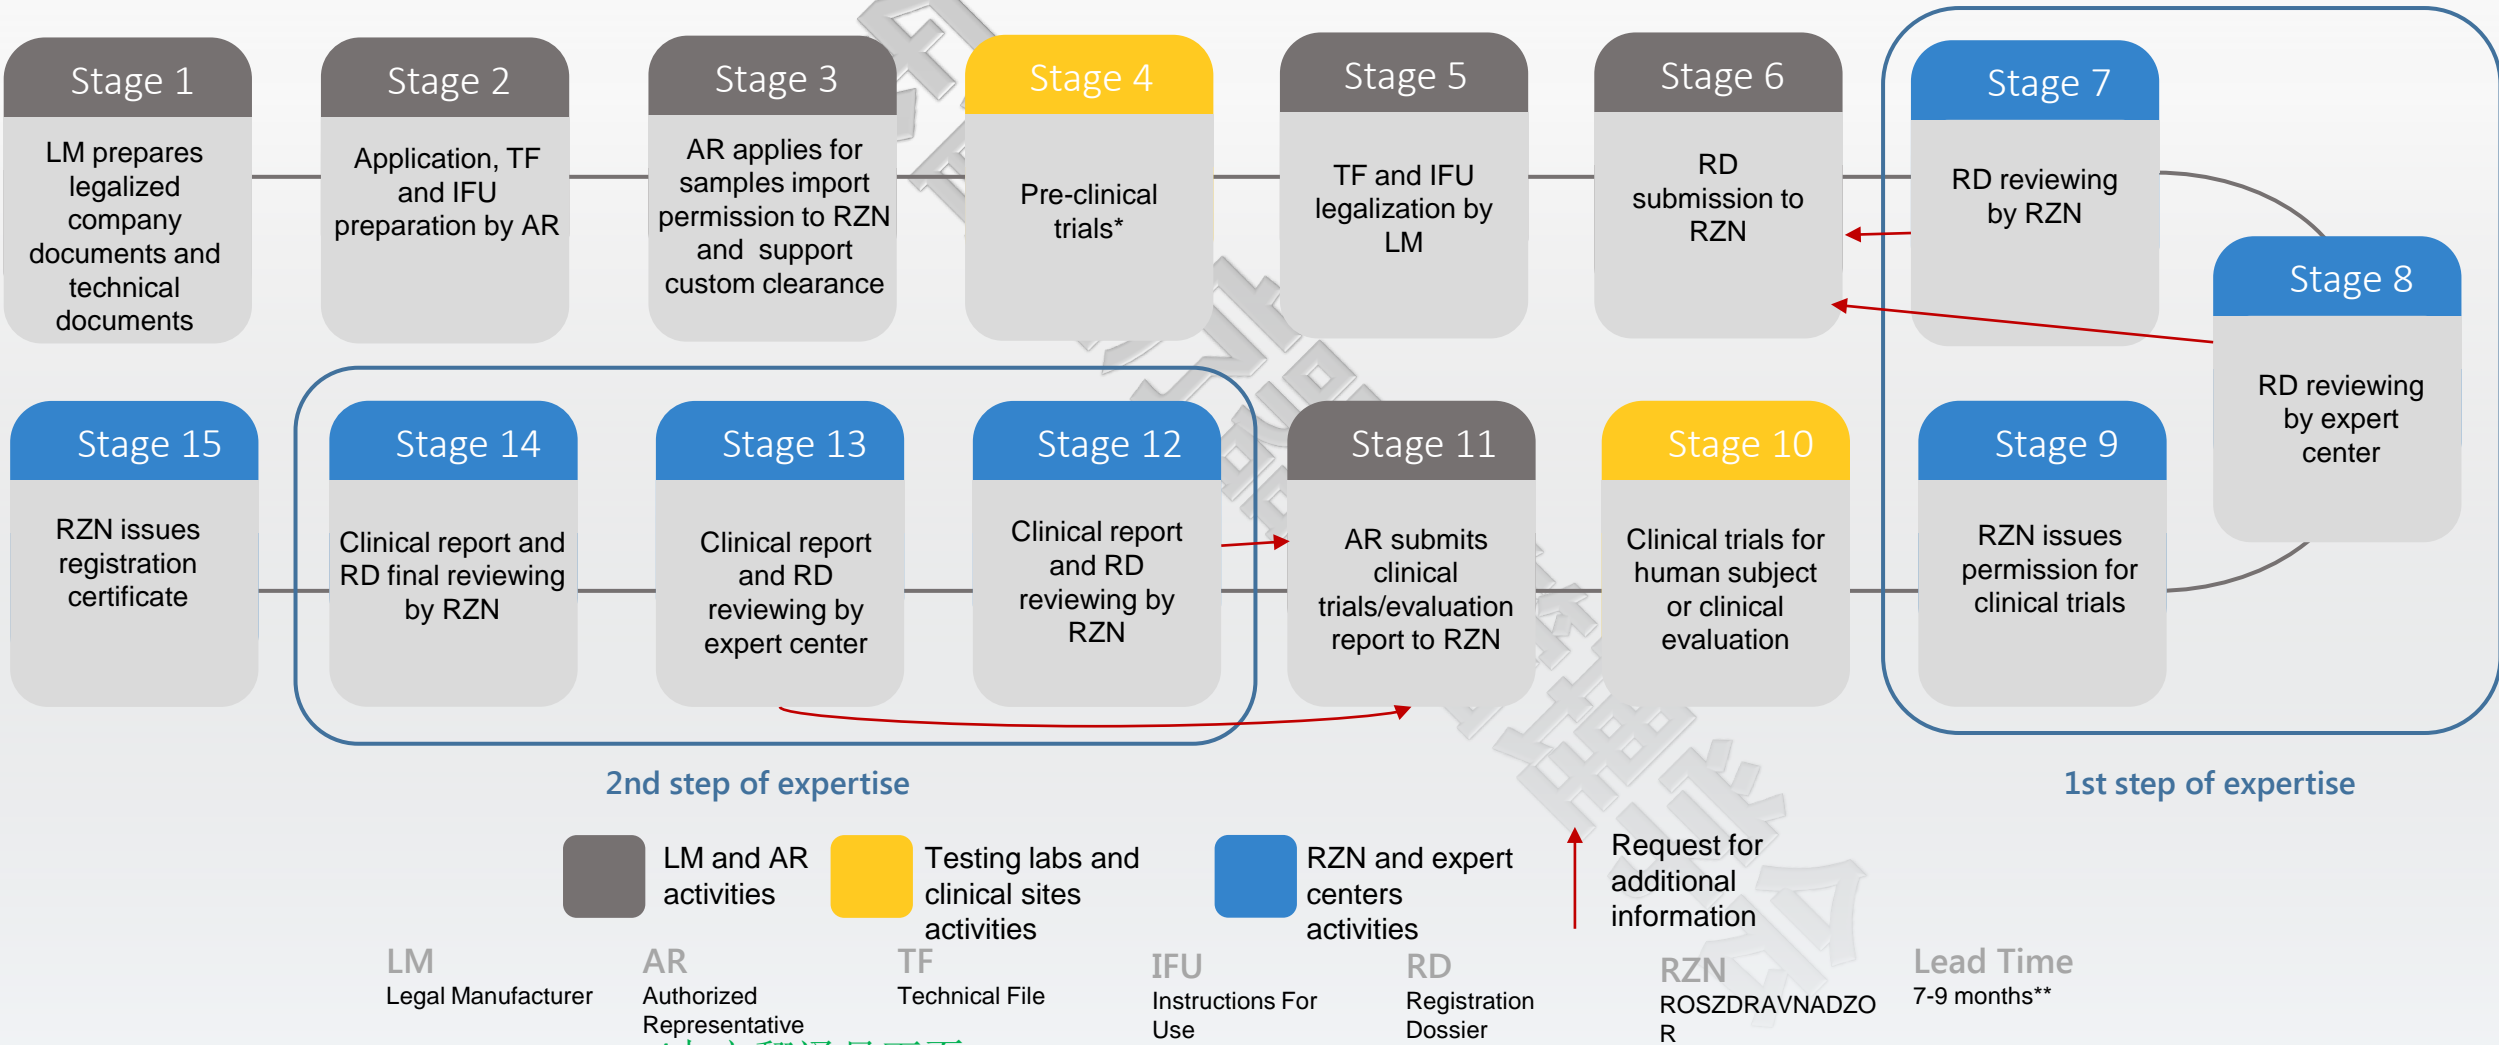 Stage 1
LM prepares
legalized
company
documents and
technical
documents
Stage 2
Application, TF
and IFU
preparation by AR
Stage 3
AR applies for
samples import
permission to RZN
and support
custom clearance
Stage 4
Pre-clinical
trials*
Stage 5
TF and IFU
legalization by
LM
Stage 6
RD
submission to
RZN
Stage 7
RD reviewing
by RZN
Stage 8
RD reviewing
by expert
center
Stage 15
RZN issues
registration
certificate
Stage 14
Clinical report and
RD final reviewing
by RZN
Stage 13
Clinical report
and RD
reviewing by
expert center
Stage 12
Clinical report
and RD
reviewing by
RZN
Stage 11
AR submits
clinical
trials/evaluation
report to RZN
Stage 10
Clinical trials for
human subject
or clinical
evaluation
Stage 9
RZN issues
permission for
clinical trials
2nd step of expertise
1st step of expertise
LM and AR
activities
Testing labs and
clinical sites
activities
RZN and expert
centers
activities
Request for
additional
information
LM
Legal Manufacturer
AR
Authorized
Representative
TF
Technical File
IFU
Instructions For
Use
RD
Registration
Dossier
RZN
ROSZDRAVNADZO
R
Lead Time
7-9 months**